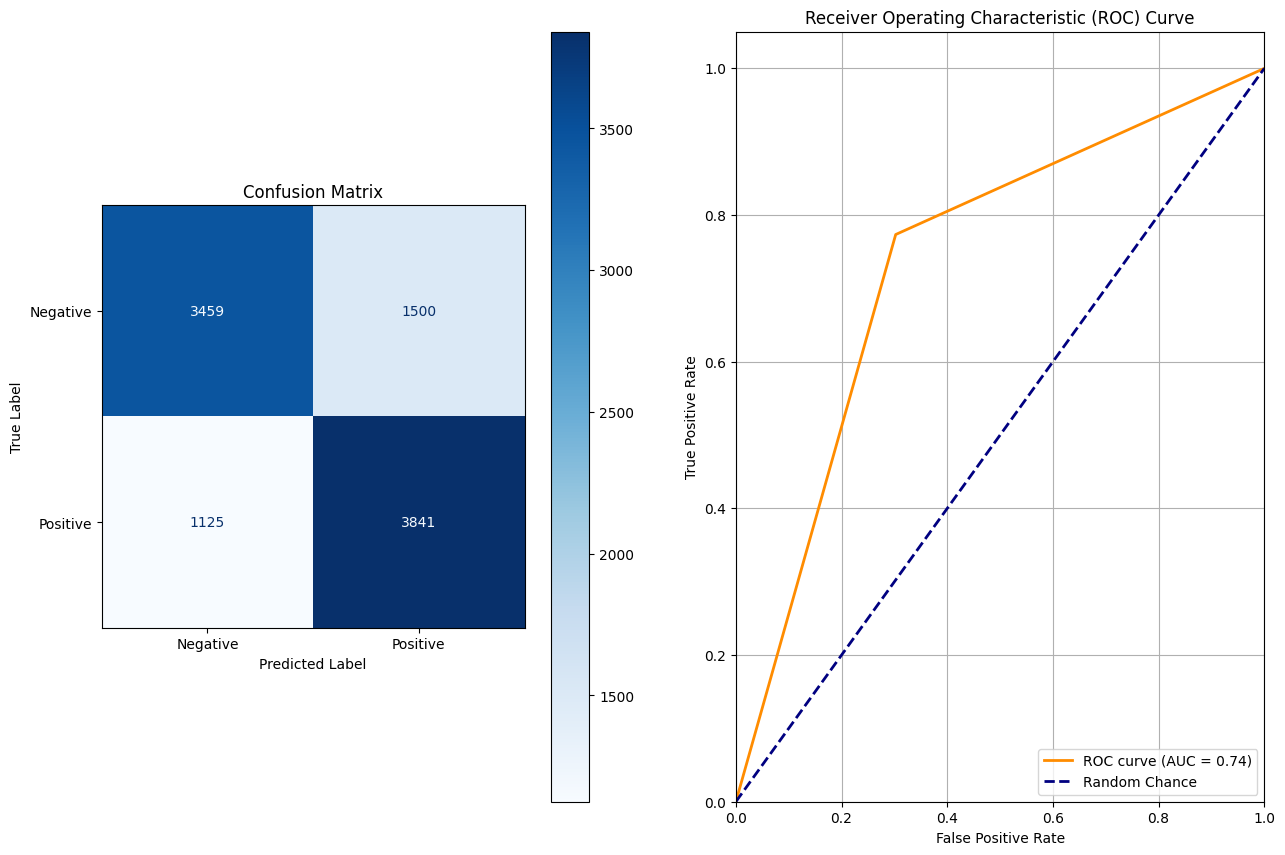 Confusion Matrix
True Label
Negative
Positive
3459
1500
1125
3841
Negative
Positive
Predicted Label
3500
3000
2500
2000
1500
Receiver Operating Characteristic (ROC) Curve
True Positive Rate
1.0
0.8
0.6
0.4
0.2
0.0
0.0
0.2
0.4
0.6
0.8
1.0
False Positive Rate
ROC curve (AUC = 0.74)
Random Chance